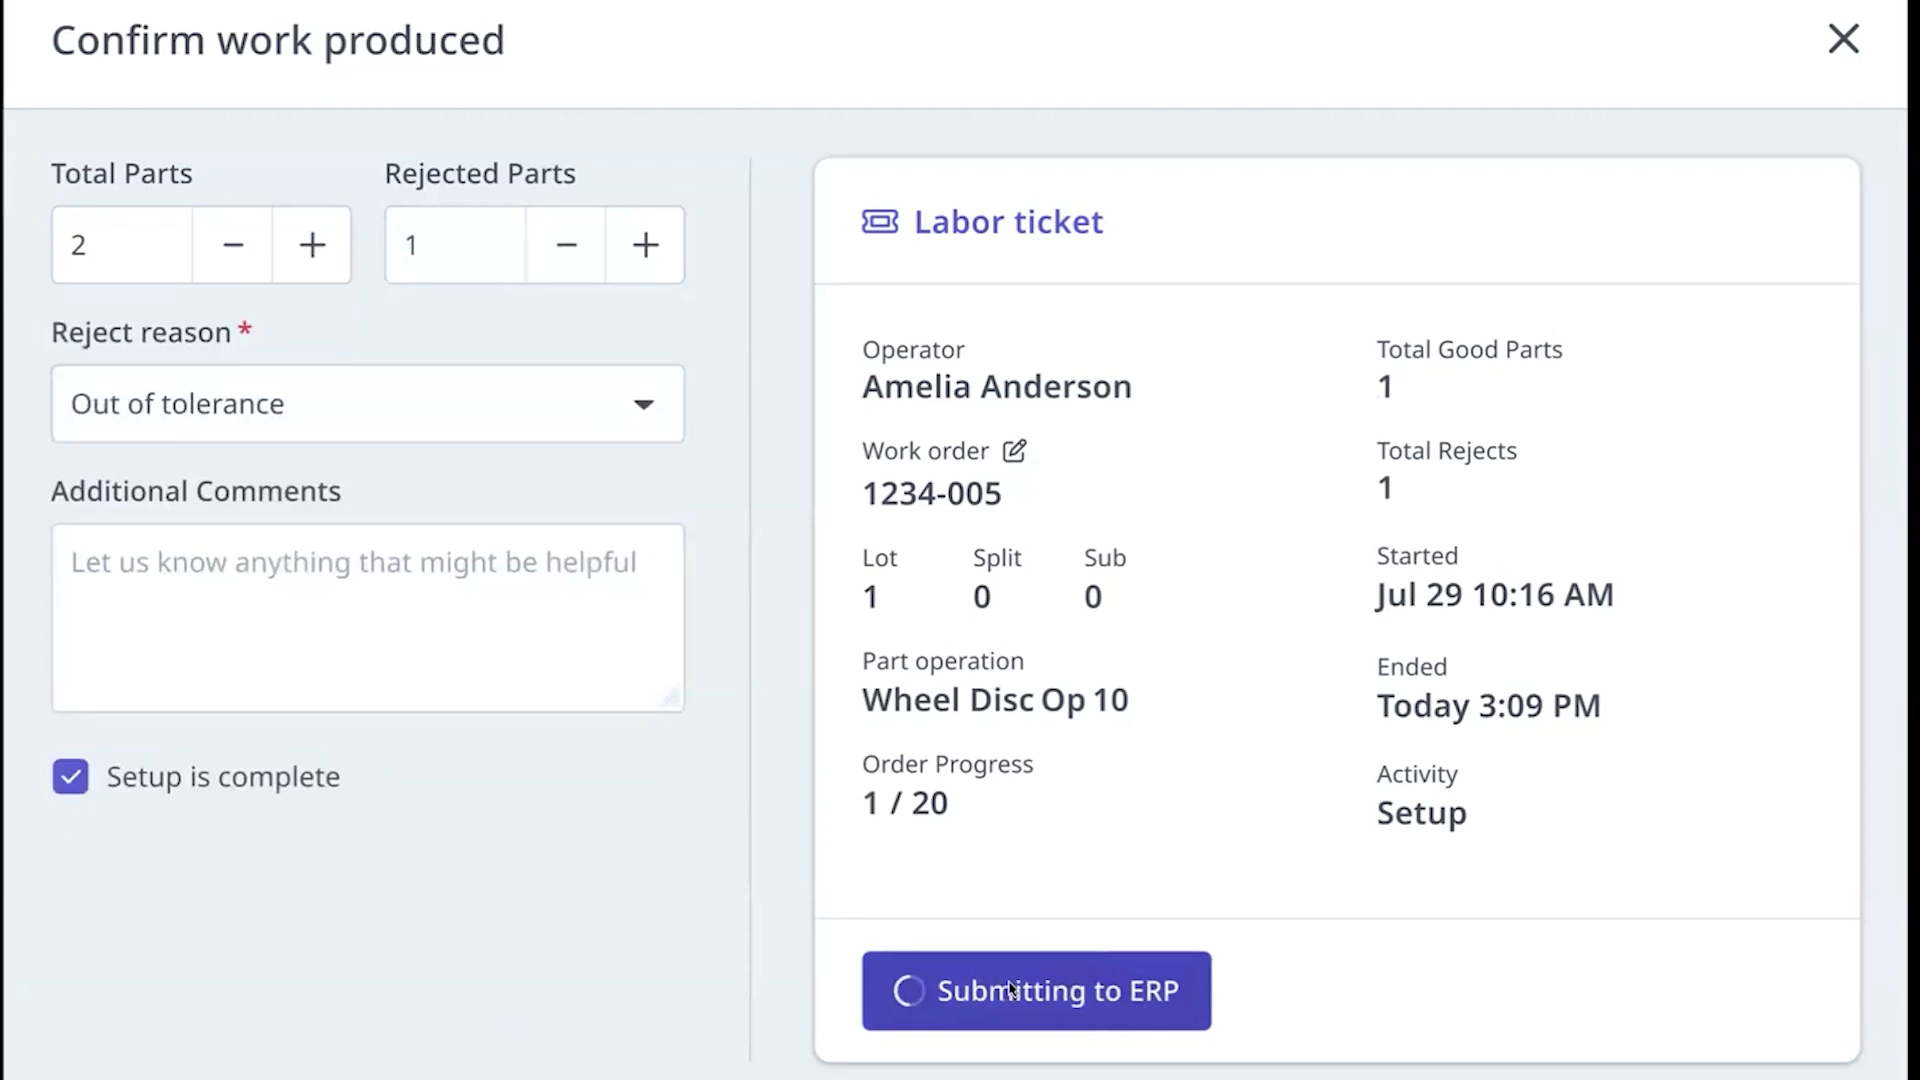 Confirm work produced
Total Parts
2
Rejected Parts
1
Reject reason *
Out of tolerance
Additional Comments
Let us know anything that might be helpful
Setup is complete
Labor ticket
Operator
Amelia Anderson
Work order
1234-005
Lot Split Sub
1 0 0
Part operation
Wheel Disc Op 10
Order Progress
1 / 20
Total Good Parts
1
Total Rejects
1
Started
Jul 29 10:16 AM
Ended
Today 3:09 PM
Activity
Setup
Submitting to ERP